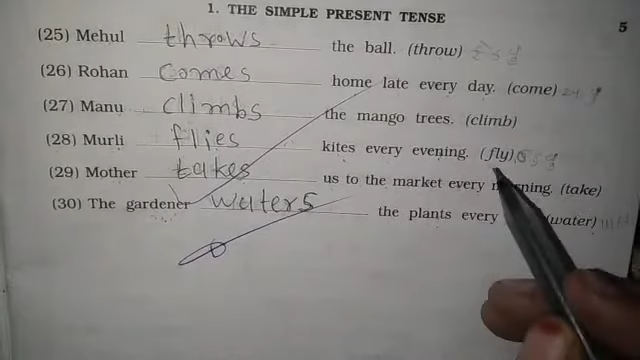 1. THE SIMPLE PRESENT TENSE
5
(25) Mehul throws the ball. (throw)
(26) Rohan comes home late every day. (come)
(27) Manu climbs the mango trees. (climb)
(28) Murli flies kites every evening. (fly)
(29) Mother takes us to the market every morning. (take)
(30) The gardener waters the plants every (water)